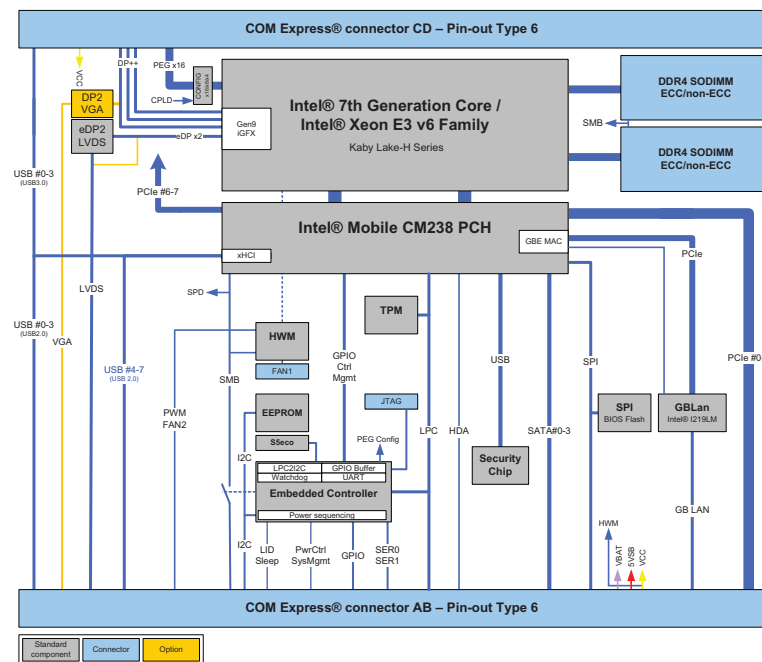 COM Express® connector CD – Pin-out Type 6
VCC
DP++
PEG x16
CONFIG
x16x8x4
CPLD
DP2
VGA
eDP2
LVDS
eDP x2
Gen9
iGFX
Intel® 7th Generation Core /
Intel® Xeon E3 v6 Family
Kaby Lake-H Series
DDR4 SODIMM
ECC/non-ECC
SMB
DDR4 SODIMM
ECC/non-ECC
USB #0-3
(USB3.0)
PCIe #6-7
Intel® Mobile CM238 PCH
GBE MAC
xHCI
PCIe
LVDS
SPD
TPM
USB #0-3
(USB2.0)
VGA
USB #4-7
(USB 2.0)
HWM
FAN1
SMB
GPIO
Ctrl
Mgmt
USB
SPI
PCIe #0-
PWM
FAN2
EEPROM
S5eco
JTAG
PEG Config
LPC
HDA
SATA#0-3
SPI
BIOS Flash
GBLan
Intel® I219LM
I2C
LPC2I2C
GPIO Buffer
Watchdog
UART
Embedded Controller
Power sequencing
Security
Chip
GB LAN
I2C
LID
Sleep
PwrCtrl
SysMgmt
GPIO
SER0
SER1
HWM
VBAT
5VSB
VCC
COM Express® connector AB – Pin-out Type 6
Standard
component
Connector
Option